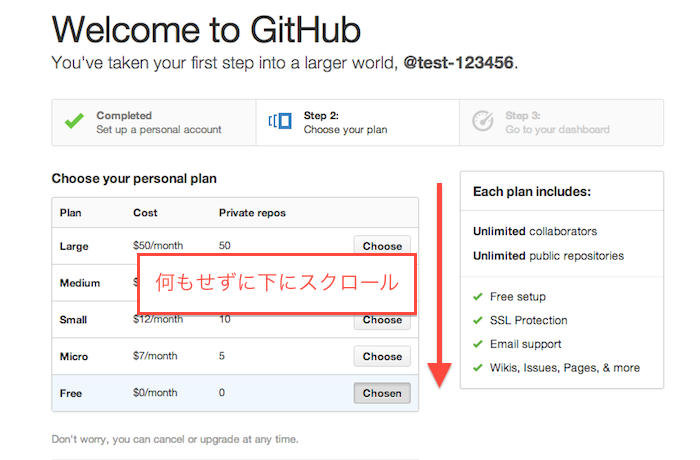 Welcome to GitHub
You've taken your first step into a larger world, @test-123456.
Completed
Set up a personal account
Step 2:
Choose your plan
Step 3:
Go to your dashboard
Choose your personal plan
Plan Cost Private repos
Large $50/month 50 Choose
Medium
何もせずに下にスクロール
Small $12/month 10 Choose
Micro $7/month 5 Choose
Free $0/month 0 Chosen
Don't worry, you can cancel or upgrade at any time.
Each plan includes:
Unlimited collaborators
Unlimited public repositories
Free setup
SSL Protection
Email support
Wikis, Issues, Pages, & more